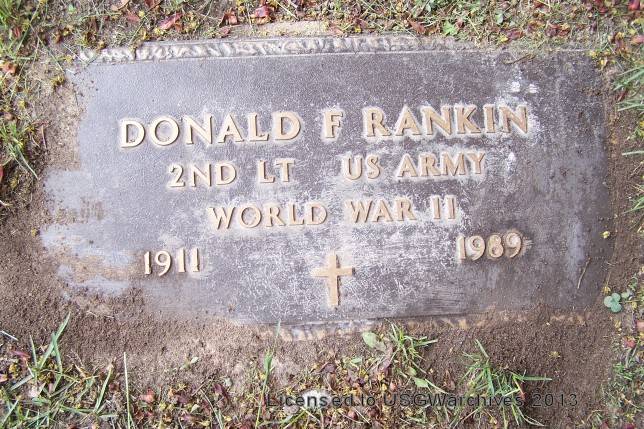 DONALD F RANKIN
2ND LT US ARMY
WORLD WAR II
1911 1989
Licensed to USGWarchives 2013